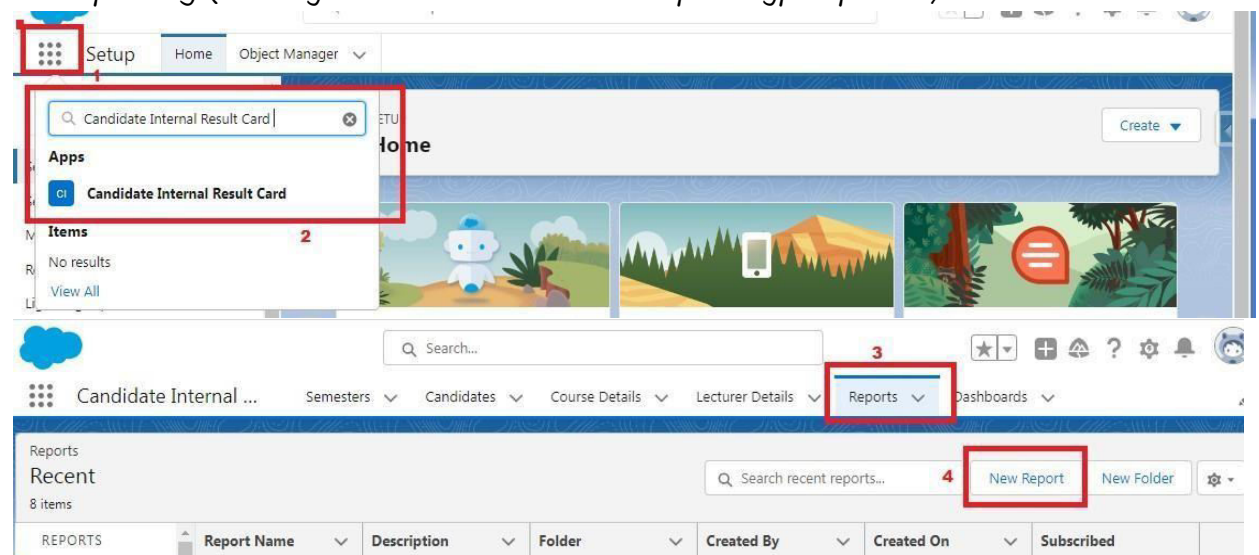 Setup Home Object Manager
1
Candidate Internal Result Card
ETU
Home
Create
Apps
CI Candidate Internal Result Card
Items
2
No results
View All
Search...
3
Candidate Internal ... Semesters Candidates Course Details Lecturer Details Reports Dashboards
Reports
Recent
8 items
Search recent reports...
4
New Report
New Folder
REPORTS Report Name Description Folder Created By Created On Subscribed